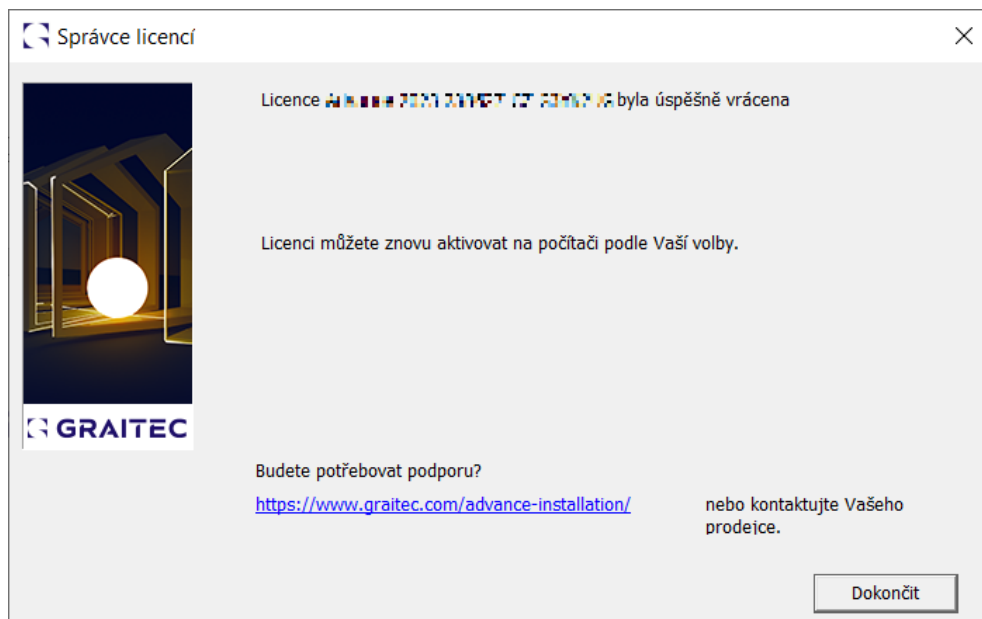 Správce licencí
Licence byla úspěšně vrácena
Licenci můžete znovu aktivovat na počítači podle Vaší volby.
GRAITEC
Budete potřebovat podporu?
https://www.graitec.com/advance-installation/ nebo kontaktujte Vašeho
prodejce.
Dokončit